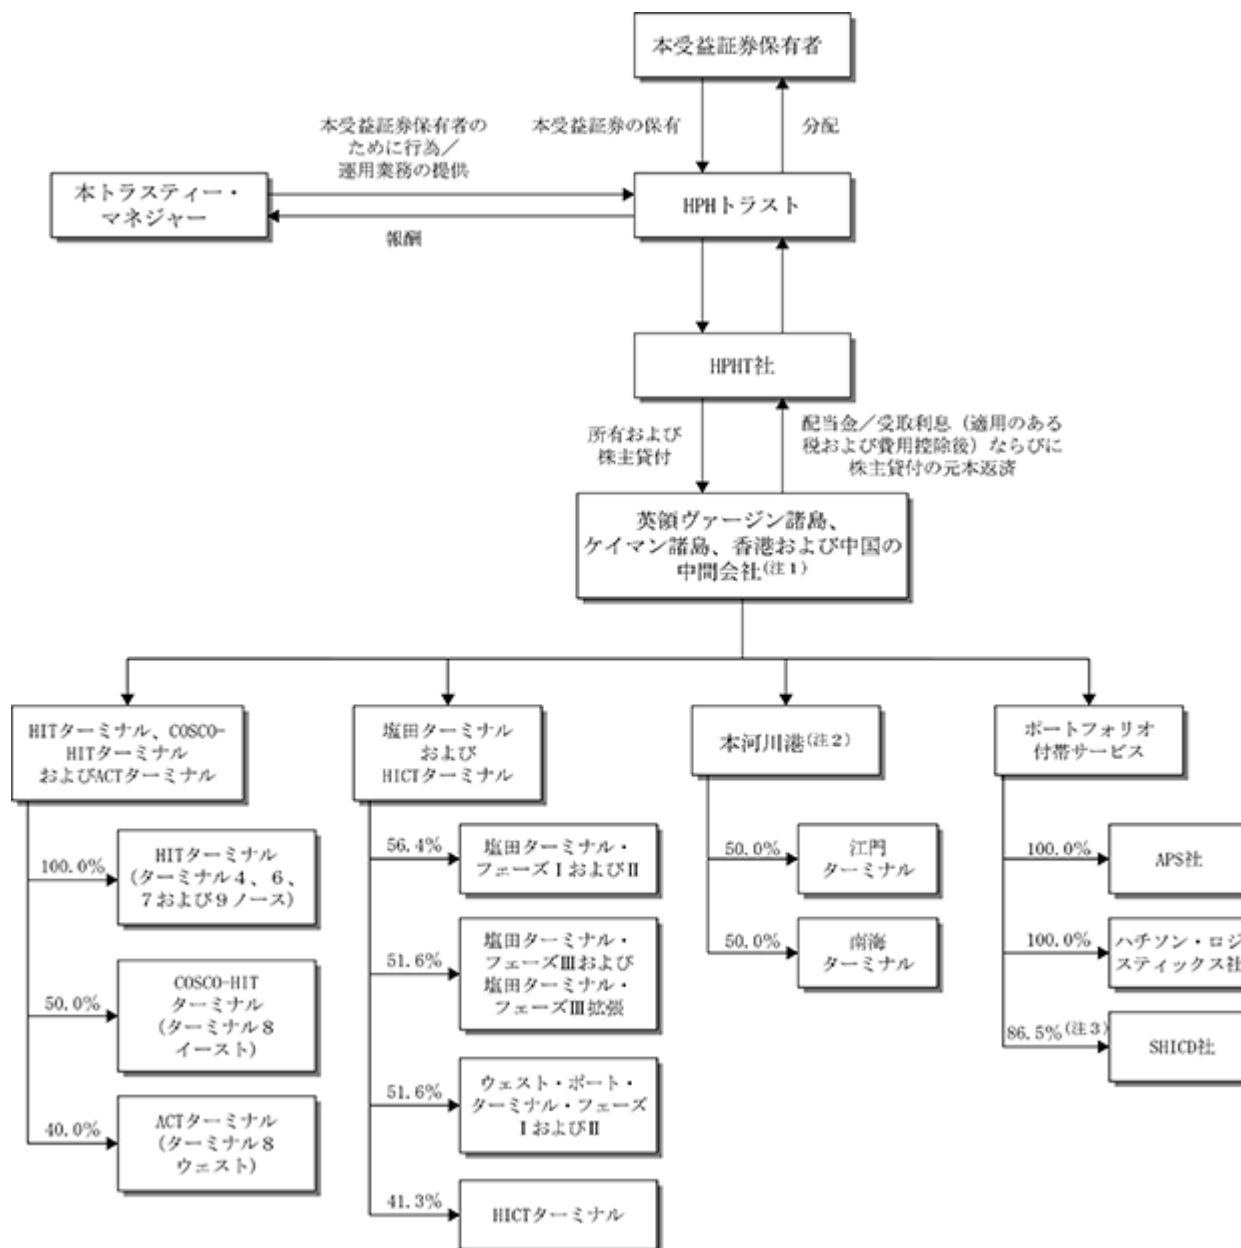 本受益証券保有者
本受益証券保有者の
ために行為／
運用業務の提供
本受益証券の保有
分配
本トラスティー・
マネジャー
HPHトラスト
報酬
HPHT社
所有および
株主貸付
配当金／受取利息（適用のある
税および費用控除後）ならびに
株主貸付の元本返済
英領ヴァージン諸島、
ケイマン諸島、香港および中国の
中間会社(注１)
HITターミナル、COSCO-
HITターミナル
およびACTターミナル
100.0%
HITターミナル
(ターミナル４、６、
７および９ノース)
50.0%
COSCO-HIT
ターミナル
(ターミナル８
イースト)
40.0%
ACTターミナル
(ターミナル８
ウェスト)
塩田ターミナル
および
HICTターミナル
56.4%
塩田ターミナル・
フェーズⅠおよびⅡ
51.6%
塩田ターミナル・
フェーズⅢおよび
塩田ターミナル・
フェーズⅢ拡張
51.6%
ウェスト・ポート・
ターミナル・フェーズ
ⅠおよびⅡ
41.3%
HICTターミナル
本河川港(注２)
50.0%
江門
ターミナル
50.0%
南海
ターミナル
ポートフォリオ
付帯サービス
100.0%
APS社
100.0%
ハチソン・ロジ
スティックス社
86.5%(注３)
SHICD社